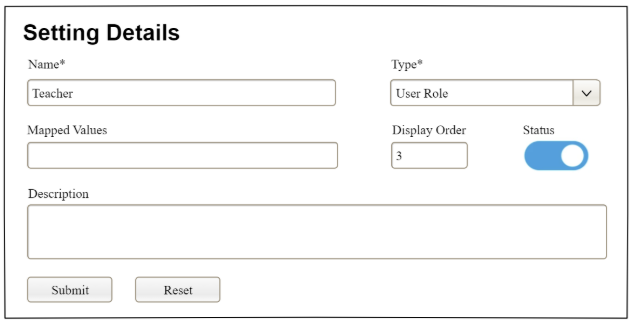 Setting Details
Name* Type*
Teacher User Role
Mapped Values Display Order Status
3
Description
Submit Reset